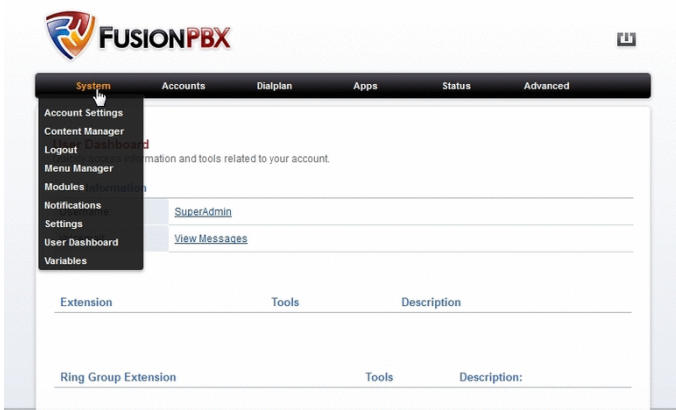 FUSIONPBX
System Accounts Dialplan Apps Status Advanced
Account Settings
Content Manager
Logout
Menu Manager
Modules
Notifications
Settings
User Dashboard
Variables
User Dashboard
information and tools related to your account.
Information
SuperAdmin
View Messages
Extension Tools Description
Ring Group Extension Tools Description: